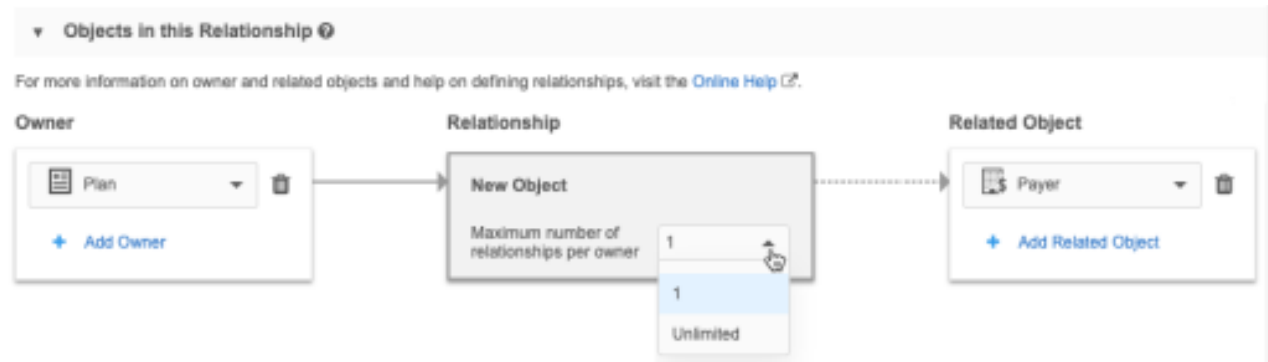 Objects in this Relationship
For more information on owner and related objects and help on defining relationships, visit the Online Help.
Owner
Relationship
Related Object
Plan
Add Owner
New Object
Maximum number of
relationships per owner
1
1
Unlimited
$ Payer
Add Related Object